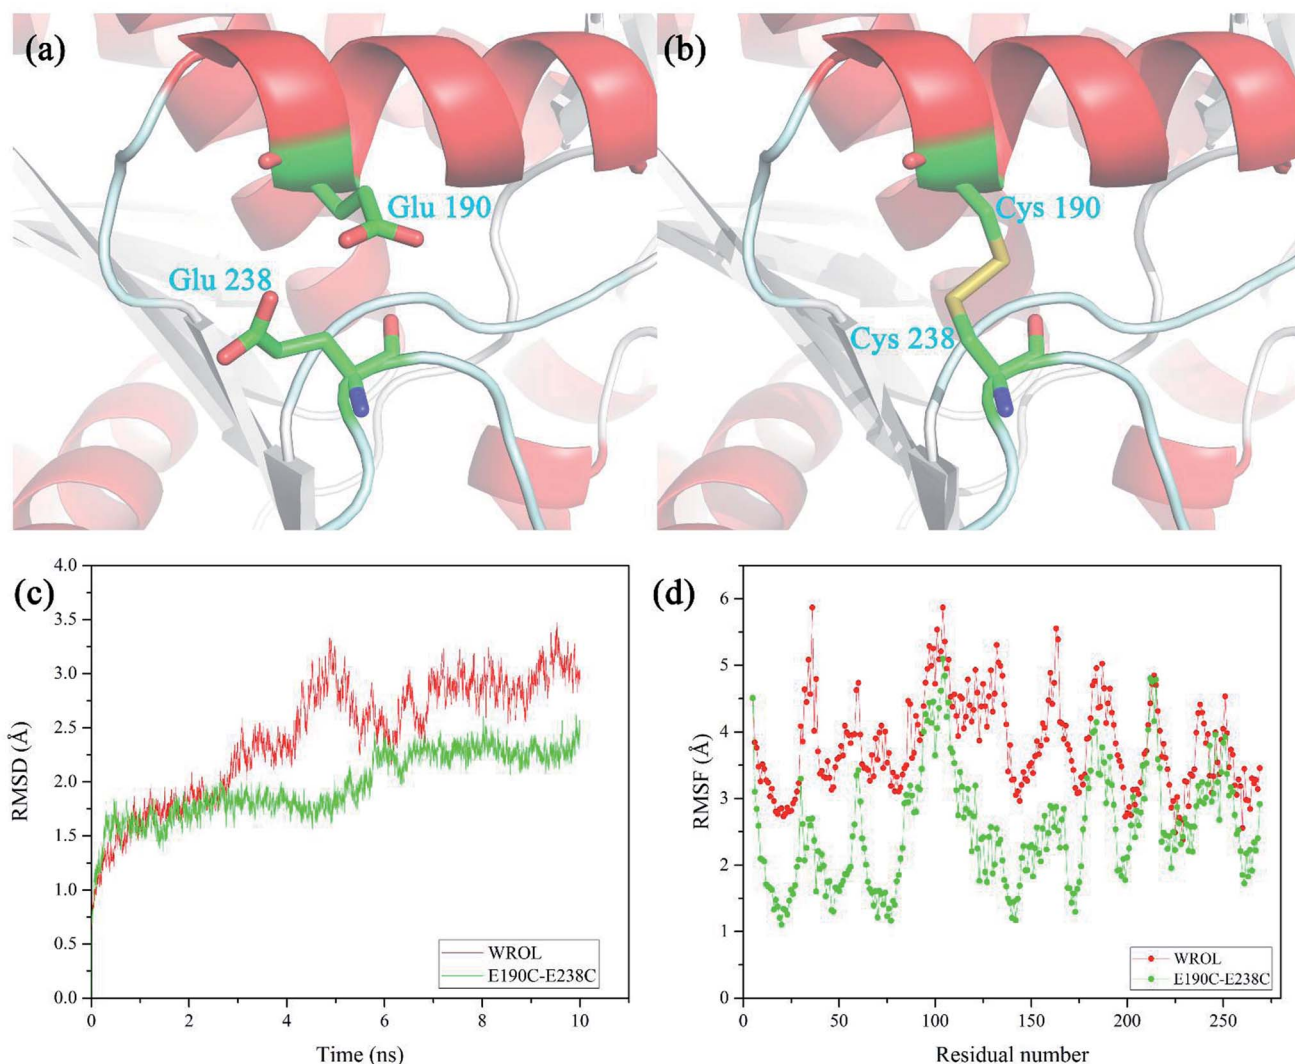 (a)
Glu 190
Glu 238
(b)
Cys 190
Cys 238
(c)
RMSD (Å)
4.0
3.5
3.0
2.5
2.0
1.5
1.0
0.5
0.0
0 2 4 6 8 10
Time (ns)
WROL
E190C-E238C
(d)
RMSF (Å)
6
5
4
3
2
1
0
0 50 100 150 200 250
Residual number
WROL
E190C-E238C